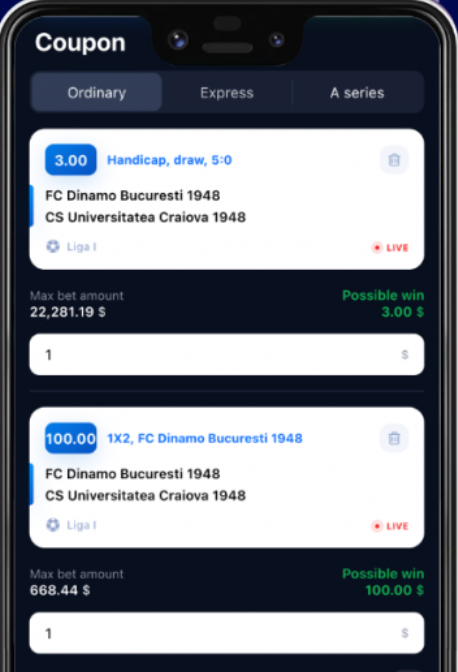 Coupon
Ordinary Express A series
3.00 Handicap, draw, 5:0
FC Dinamo Bucuresti 1948
CS Universitatea Craiova 1948
Liga I
LIVE
Max bet amount Possible win
22,281.19 $ 3.00 $
1 $
100.00 1X2, FC Dinamo Bucuresti 1948
FC Dinamo Bucuresti 1948
CS Universitatea Craiova 1948
Liga I
LIVE
Max bet amount Possible win
668.44 $ 100.00 $
1 $